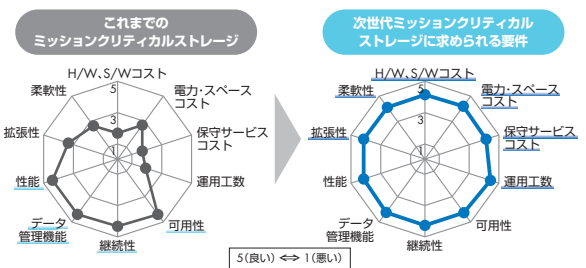 これまでの
ミッションクリティカルストレージ
H/W、S/Wコスト
電力・スペース
コスト
保守サービス
コスト
運用工数
可用性
継続性
データ
管理機能
性能
拡張性
柔軟性
5
3
1
次世代ミッションクリティカル
ストレージに求められる要件
H/W、S/Wコスト
電力・スペース
コスト
保守サービス
コスト
運用工数
可用性
継続性
データ
管理機能
性能
拡張性
柔軟性
5
3
1
5(良い) ⇔ 1(悪い)